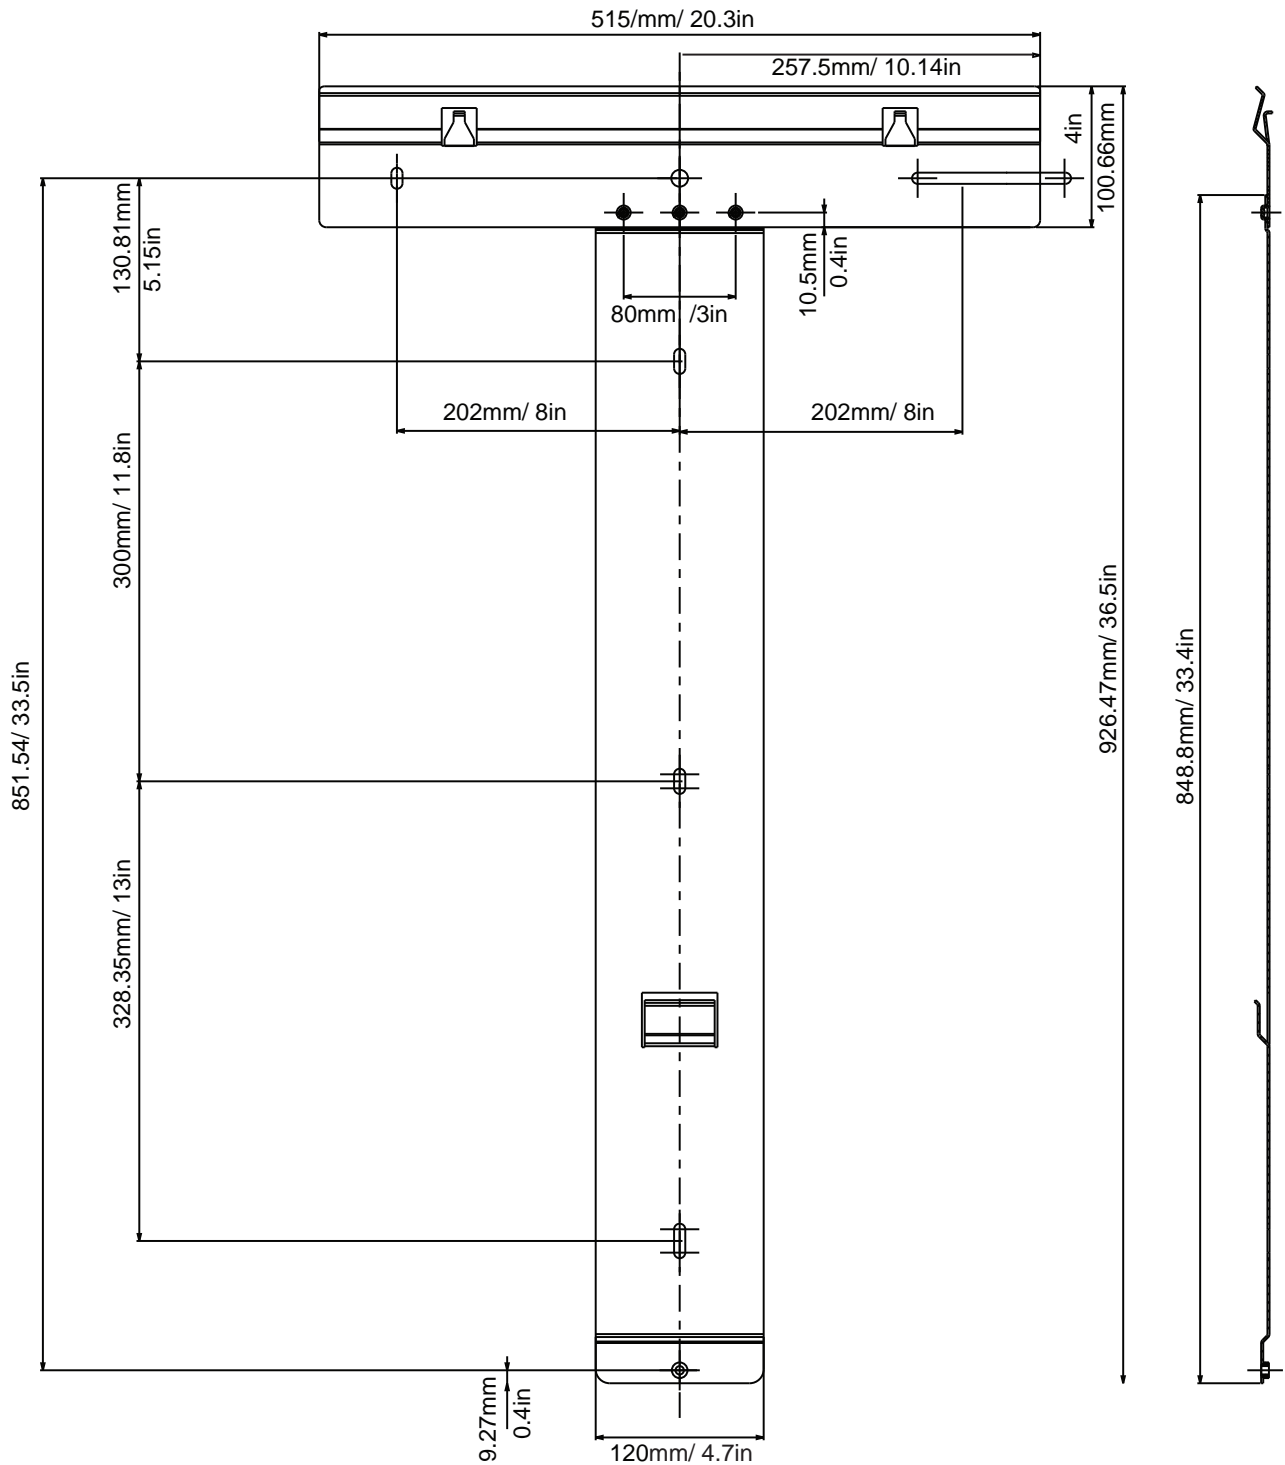 515/mm/ 20.3in
257.5mm/ 10.14in
4in
100.66mm
130.81mm
5.15in
10.5mm
0.4in
80mm /3in
202mm/ 8in
202mm/ 8in
300mm/ 11.8in
851.54/ 33.5in
926.47mm/ 36.5in
848.8mm/ 33.4in
328.35mm/ 13in
9.27mm
0.4in
120mm/ 4.7in